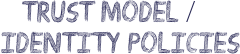 TRUST MODEL /
IDENTITY POLICIES